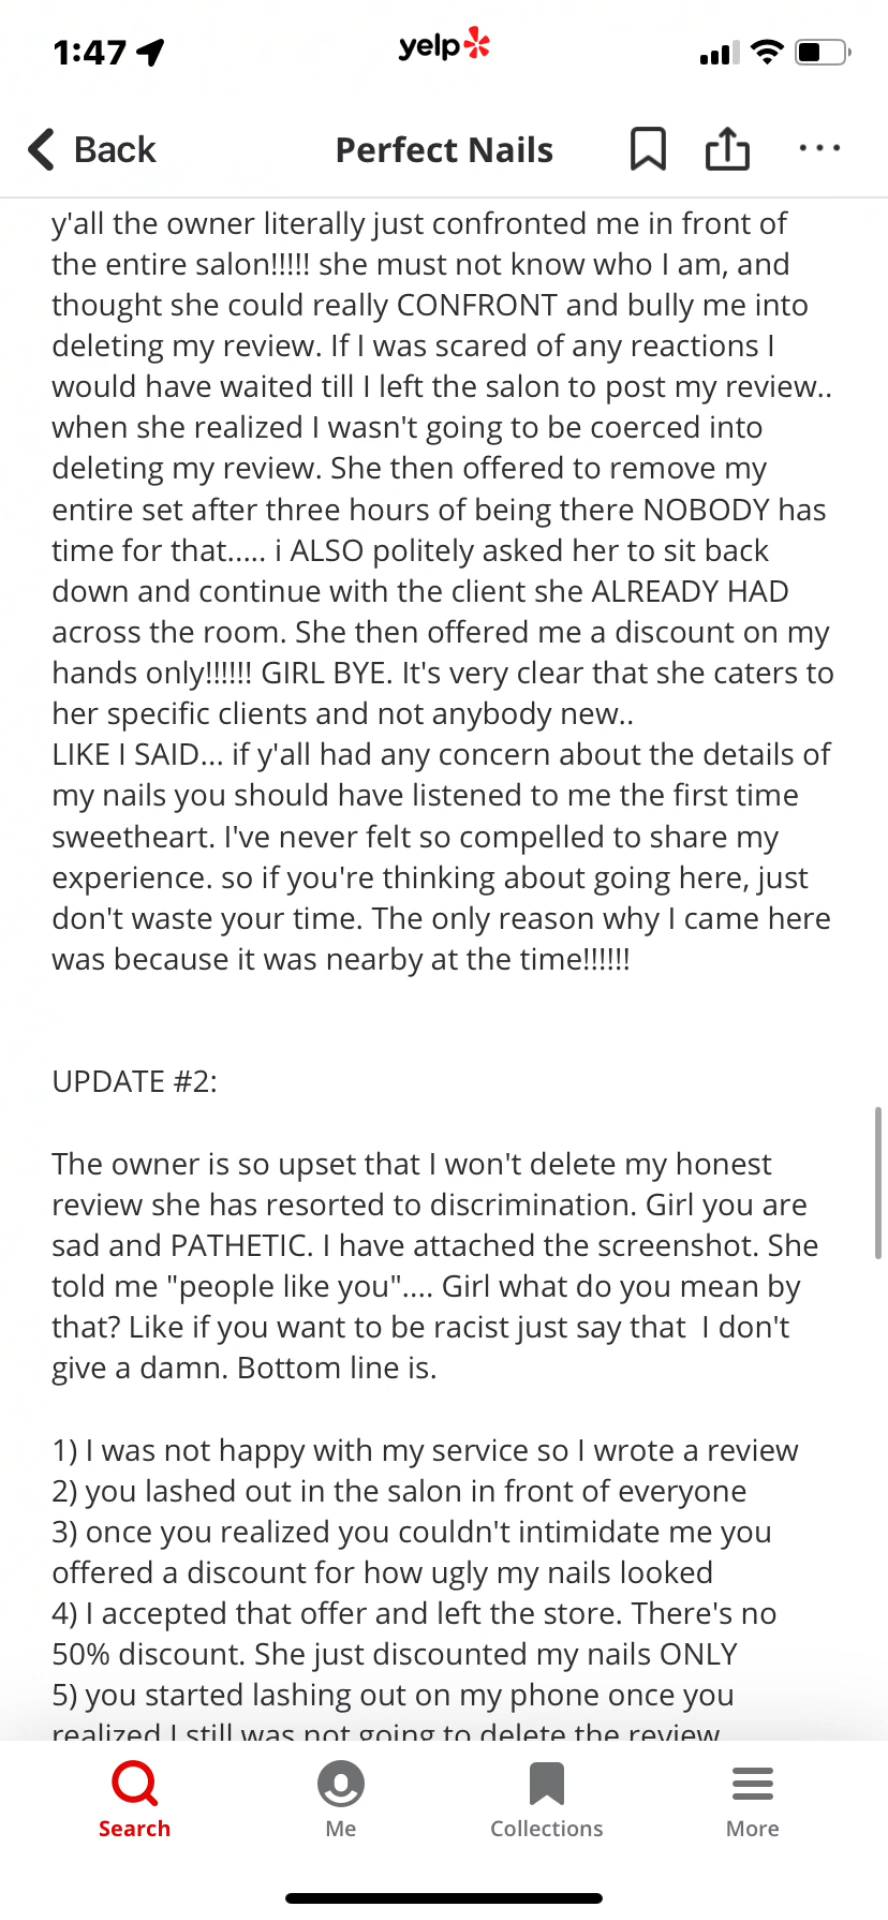 1:47
yelp
Back
Perfect Nails
y'all the owner literally just confronted me in front of
the entire salon!!!!! she must not know who I am, and
thought she could really CONFRONT and bully me into
deleting my review. If I was scared of any reactions I
would have waited till I left the salon to post my review..
when she realized I wasn't going to be coerced into
deleting my review. She then offered to remove my
entire set after three hours of being there NOBODY has
time for that..... i ALSO politely asked her to sit back
down and continue with the client she ALREADY HAD
across the room. She then offered me a discount on my
hands only!!!!!! GIRL BYE. It's very clear that she caters to
her specific clients and not anybody new..
LIKE I SAID... if y'all had any concern about the details of
my nails you should have listened to me the first time
sweetheart. I've never felt so compelled to share my
experience. so if you're thinking about going here, just
don't waste your time. The only reason why I came here
was because it was nearby at the time!!!!!!
UPDATE #2:
The owner is so upset that I won't delete my honest
review she has resorted to discrimination. Girl you are
sad and PATHETIC. I have attached the screenshot. She
told me "people like you".... Girl what do you mean by
that? Like if you want to be racist just say that  I don't
give a damn. Bottom line is.
1) I was not happy with my service so I wrote a review
2) you lashed out in the salon in front of everyone
3) once you realized you couldn't intimidate me you
offered a discount for how ugly my nails looked
4) I accepted that offer and left the store. There's no
50% discount. She just discounted my nails ONLY
5) you started lashing out on my phone once you
realized I still was not going to delete the review
Search
Me
Collections
More